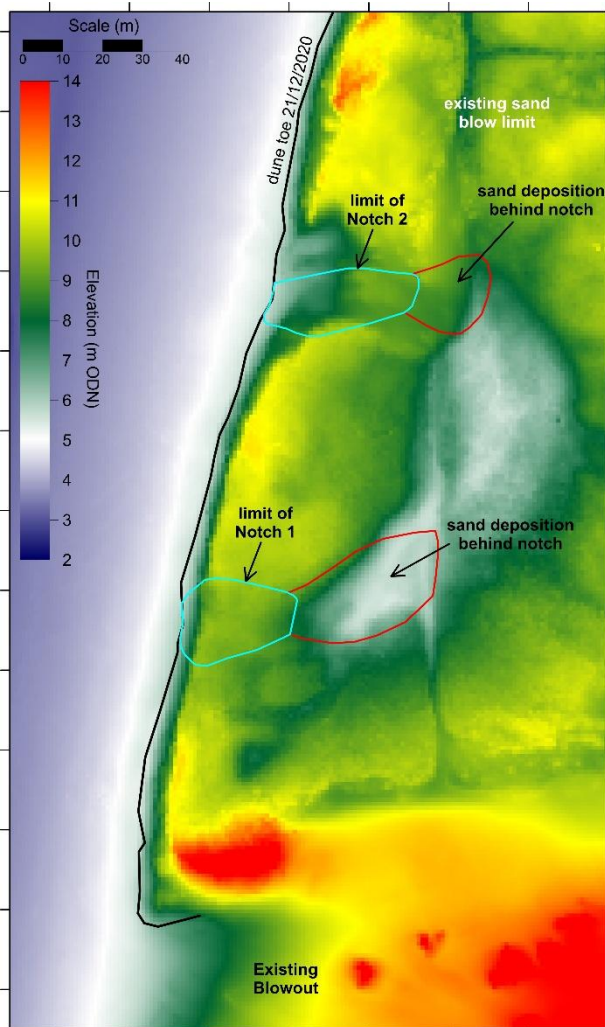 Scale (m)
0 10 20 30 40
14
13
12
11
10
9
8
7
6
5
4
3
2
Elevation (m ODN)
dune toe 21/12/2020
existing sand
blow limit
limit of
Notch 2
sand deposition
behind notch
limit of
Notch 1
sand deposition
behind notch
Existing
Blowout